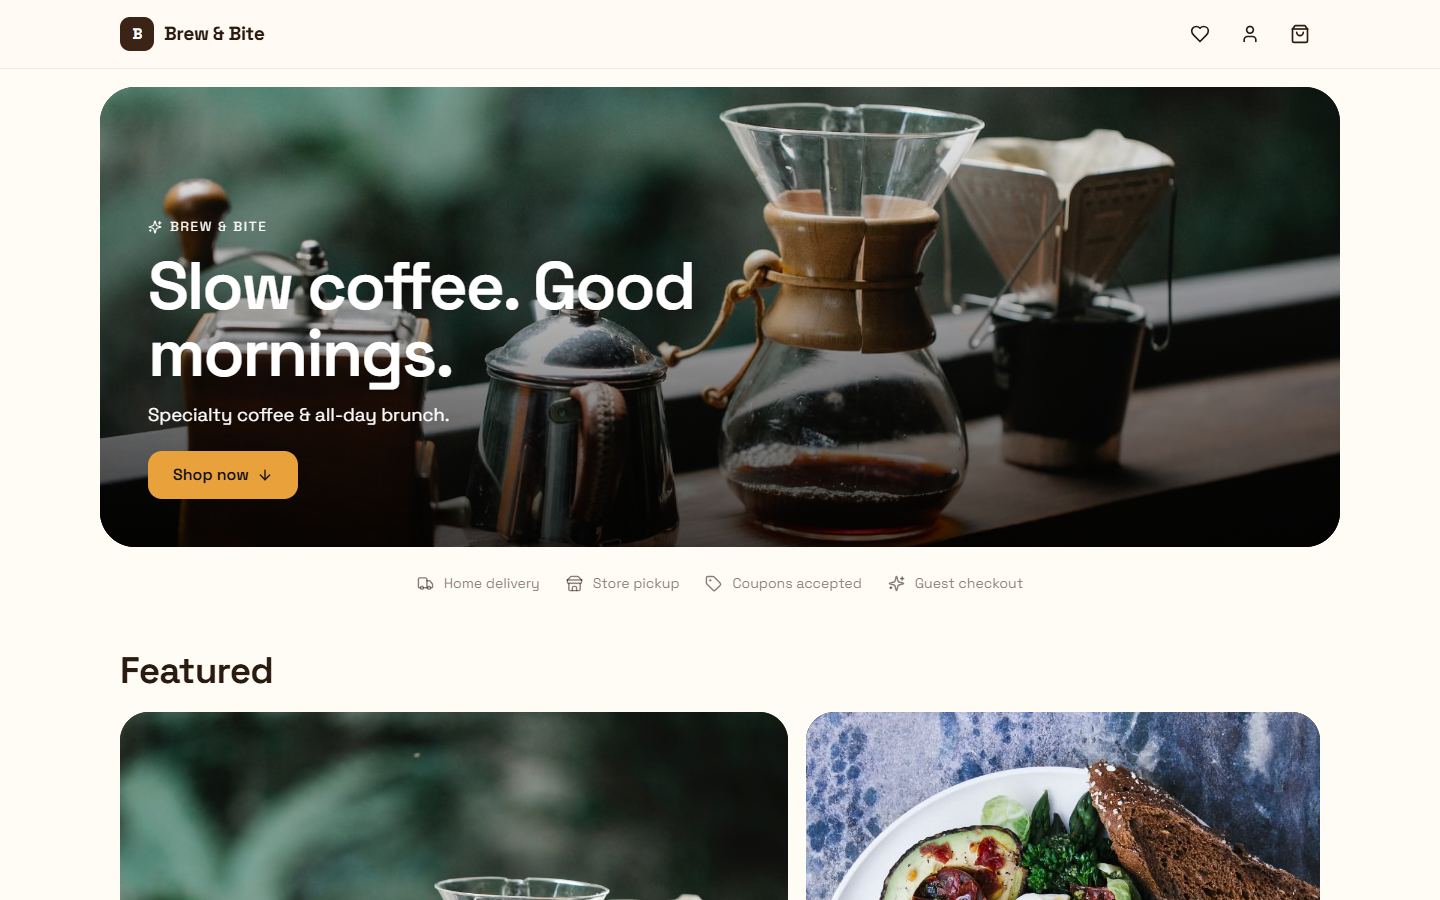 B Brew & Bite
BREW & BITE
Slow coffee. Good
mornings.
Specialty coffee & all-day brunch.
Shop now
Home delivery Store pickup Coupons accepted Guest checkout
Featured